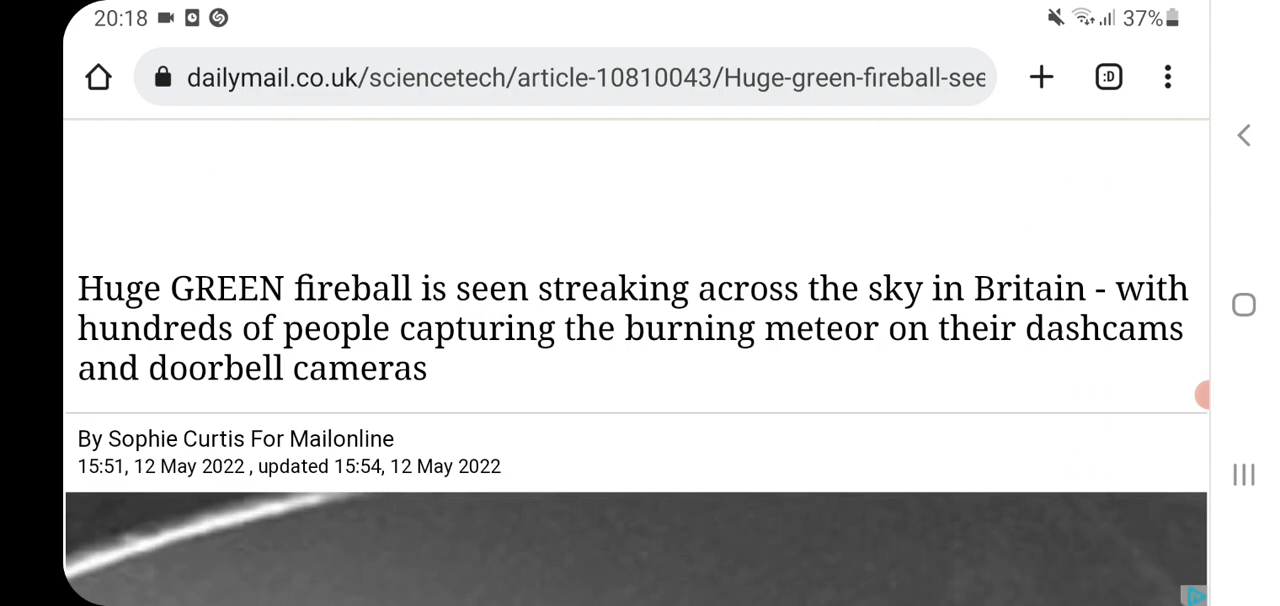 20:18
37%
dailymail.co.uk/sciencetech/article-10810043/Huge-green-fireball-see
:D
Huge GREEN fireball is seen streaking across the sky in Britain - with
hundreds of people capturing the burning meteor on their dashcams
and doorbell cameras
By Sophie Curtis For Mailonline
15:51, 12 May 2022 , updated 15:54, 12 May 2022